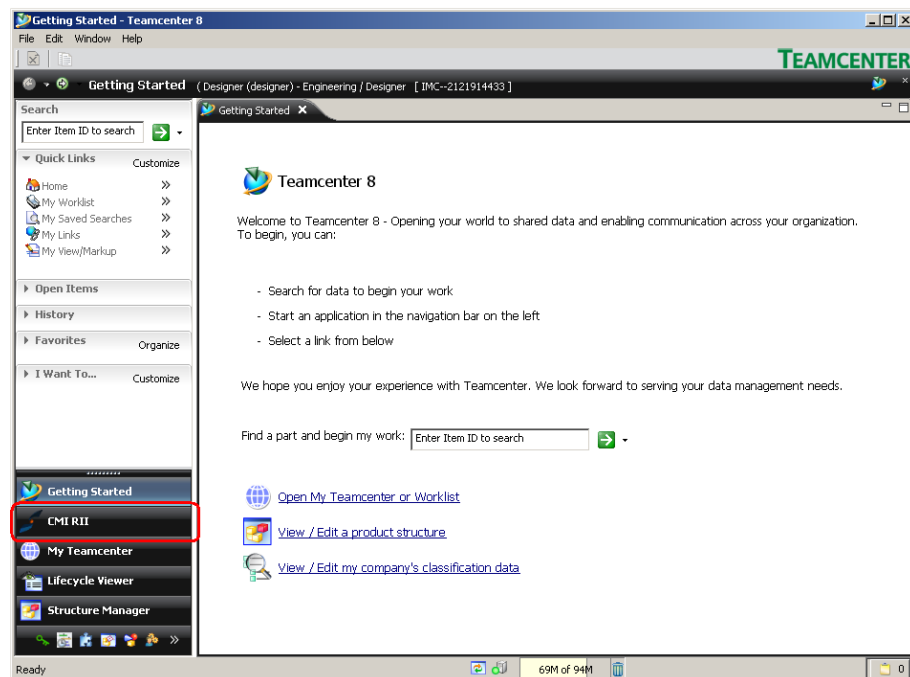 Getting Started - Teamcenter 8
File Edit Window Help
TEAMCENTER
Getting Started ( Designer (designer) - Engineering / Designer [ IMC--2121914433 ]
Search
Enter Item ID to search
Quick Links Customize
Home
My Worklist
My Saved Searches
My Links
My View/Markup
Open Items
History
Favorites Organize
I Want To... Customize
Getting Started
CMI RII
My Teamcenter
Lifecycle Viewer
Structure Manager
Getting Started
Teamcenter 8
Welcome to Teamcenter 8 - Opening your world to shared data and enabling communication across your organization.
To begin, you can:
- Search for data to begin your work
- Start an application in the navigation bar on the left
- Select a link from below
We hope you enjoy your experience with Teamcenter. We look forward to serving your data management needs.
Find a part and begin my work: Enter Item ID to search
Open My Teamcenter or Worklist
View / Edit a product structure
View / Edit my company's classification data
Ready 69M of 94M 0